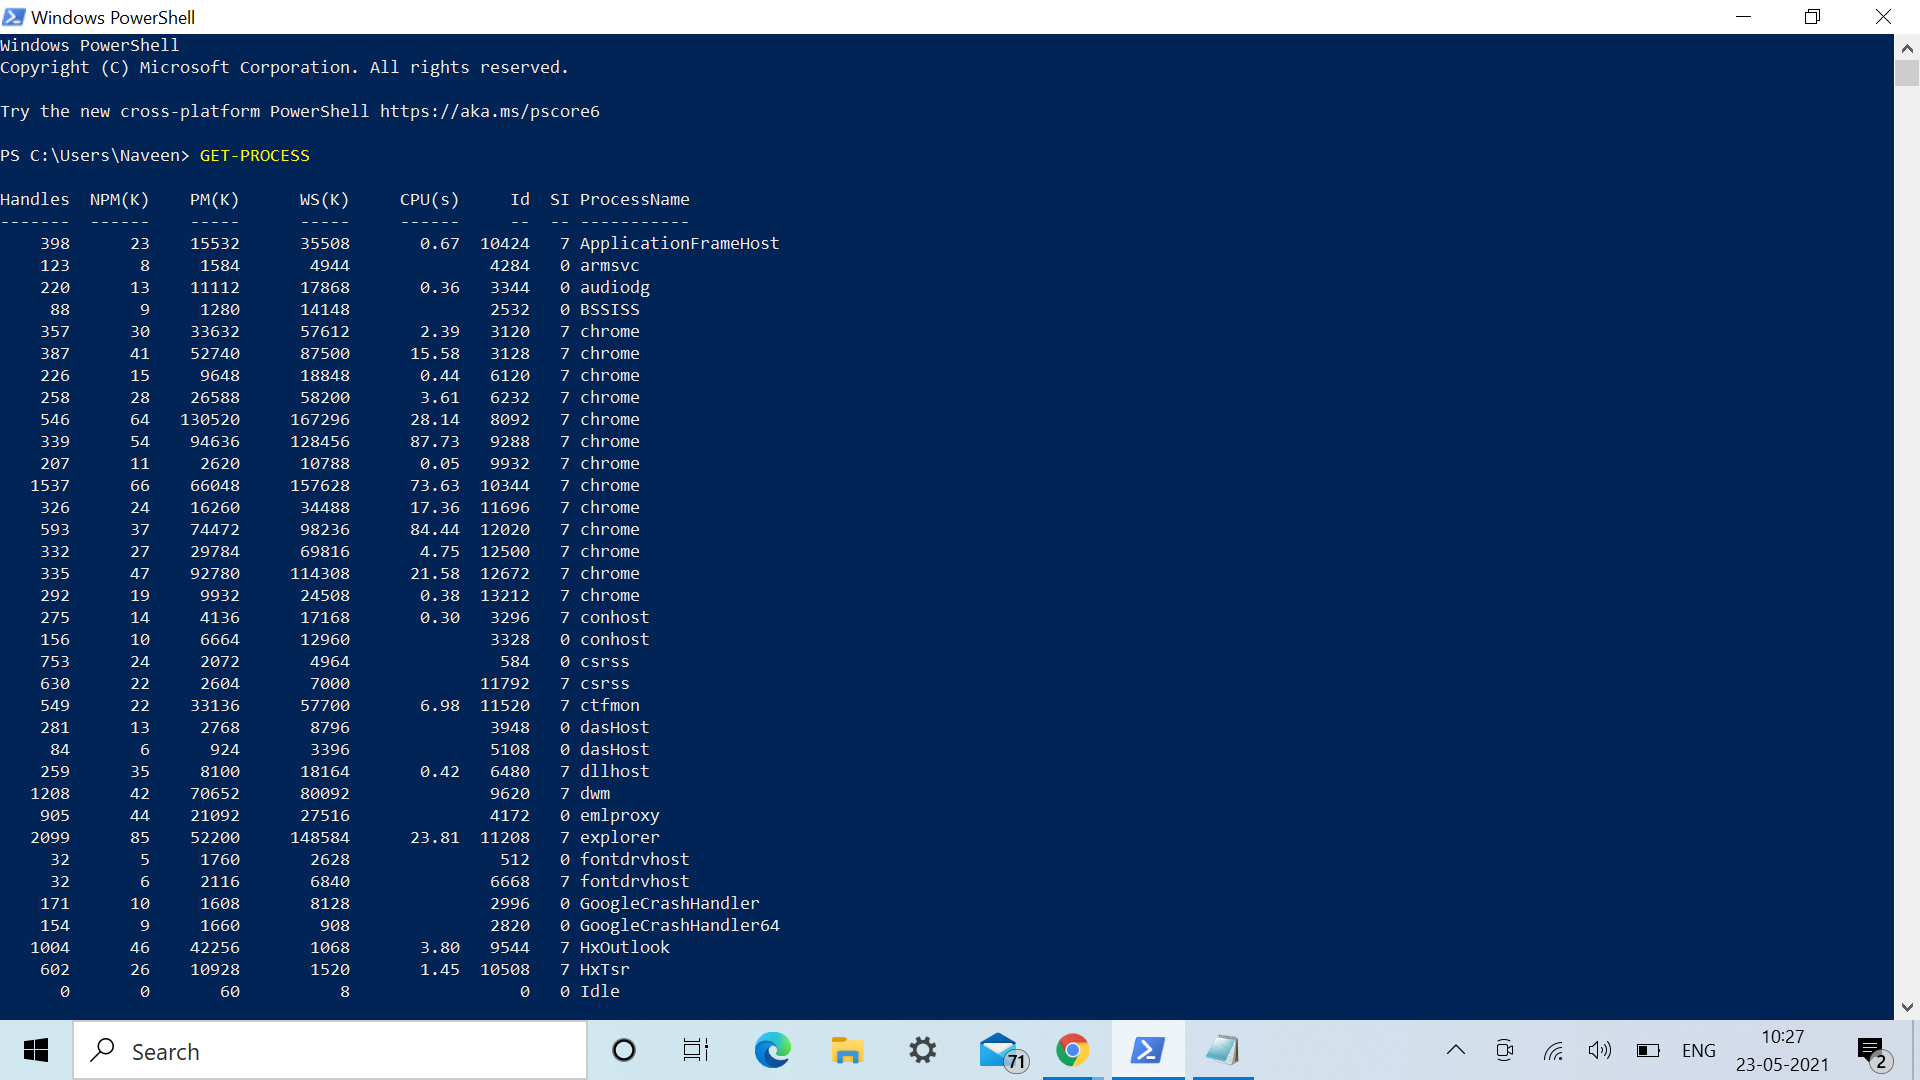 Windows PowerShell
Windows PowerShell
Copyright (C) Microsoft Corporation. All rights reserved.
Try the new cross-platform PowerShell https://aka.ms/pscore6
PS C:\Users\Naveen> GET-PROCESS
Handles  NPM(K)    PM(K)      WS(K)     CPU(s)     Id  SI ProcessName
-------  ------    -----      -----     ------     --  -- -----------
    398      23    15532      35508       0.67  10424   7 ApplicationFrameHost
    123       8     1584       4944              4284   0 armsvc
    220      13    11112      17868       0.36   3344   0 audiodg
     88       9     1280      14148              2532   0 BSSISS
    357      30    33632      57612       2.39   3120   7 chrome
    387      41    52740      87500      15.58   3128   7 chrome
    226      15     9648      18848       0.44   6120   7 chrome
    258      28    26588      58200       3.61   6232   7 chrome
    546      64   130520     167296      28.14   8092   7 chrome
    339      54    94636     128456      87.73   9288   7 chrome
    207      11     2620      10788       0.05   9932   7 chrome
   1537      66    66048     157628      73.63  10344   7 chrome
    326      24    16260      34488      17.36  11696   7 chrome
    593      37    74472      98236      84.44  12020   7 chrome
    332      27    29784      69816       4.75  12500   7 chrome
    335      47    92780     114308      21.58  12672   7 chrome
    292      19     9932      24508       0.38  13212   7 chrome
    275      14     4136      17168       0.30   3296   7 conhost
    156      10     6664      12960              3328   0 conhost
    753      24     2072       4964               584   0 csrss
    630      22     2604       7000             11792   7 csrss
    549      22    33136      57700       6.98  11520   7 ctfmon
    281      13     2768       8796              3948   0 dasHost
     84       6      924       3396              5108   0 dasHost
    259      35     8100      18164       0.42   6480   7 dllhost
   1208      42    70652      80092              9620   7 dwm
    905      44    21092      27516              4172   0 emlproxy
   2099      85    52200     148584      23.81  11208   7 explorer
     32       5     1760       2628               512   0 fontdrvhost
     32       6     2116       6840              6668   7 fontdrvhost
    171      10     1608       8128              2996   0 GoogleCrashHandler
    154       9     1660        908              2820   0 GoogleCrashHandler64
   1004      46    42256       1068       3.80   9544   7 HxOutlook
    602      26    10928       1520       1.45  10508   7 HxTsr
      0       0       60          8                 0   0 Idle
Search
71
ENG
10:27
23-05-2021
2